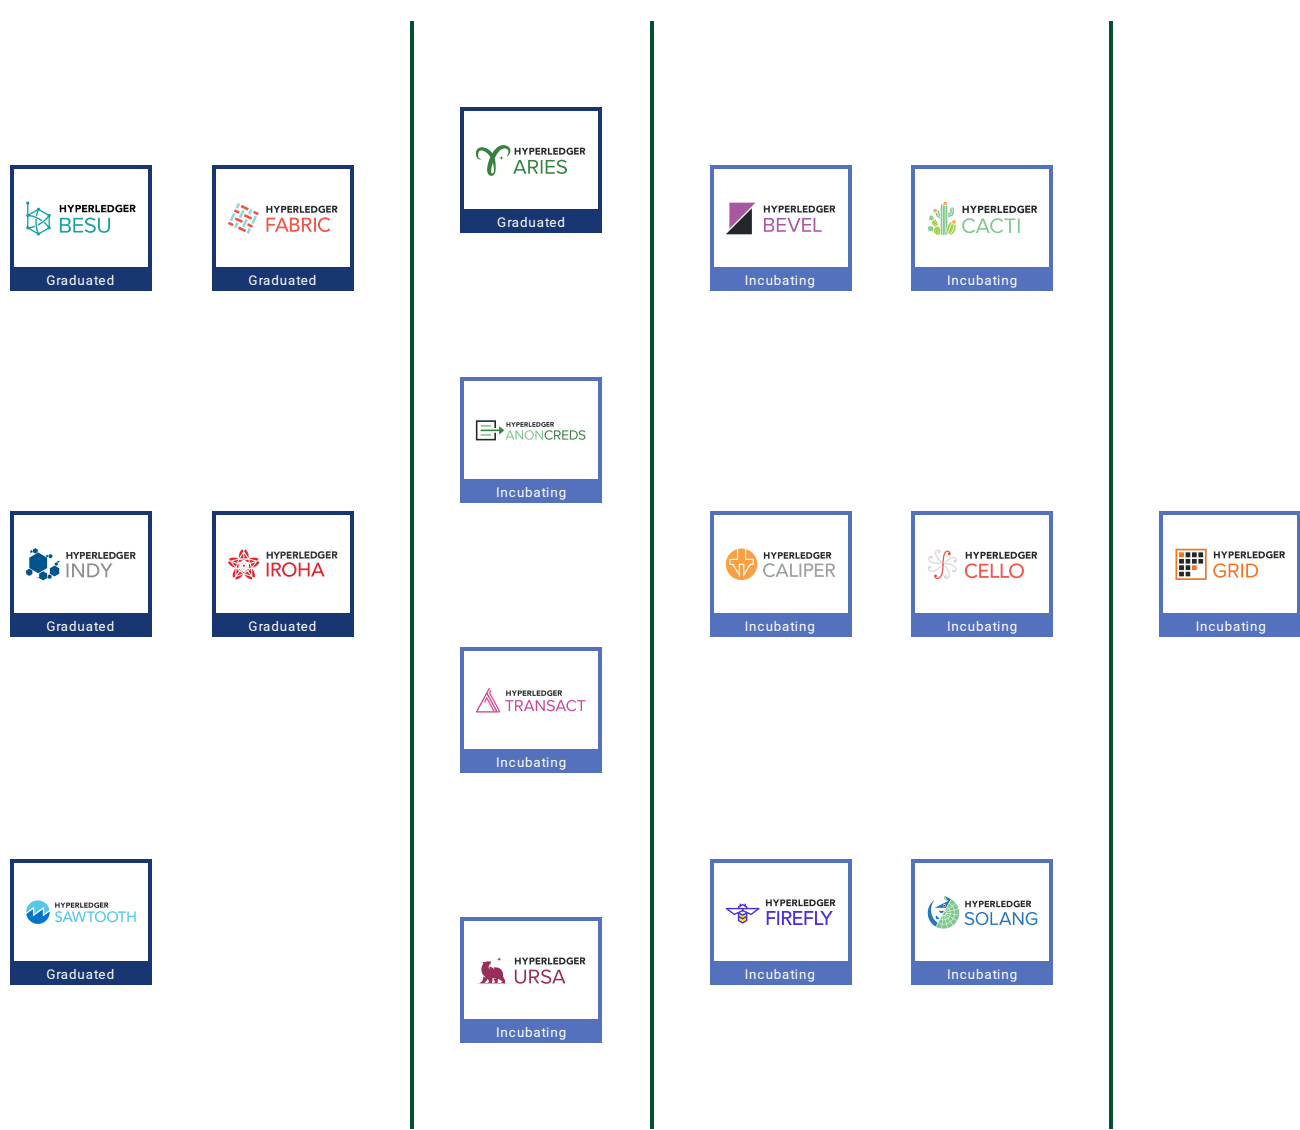 HYPERLEDGER
BESU
Graduated
HYPERLEDGER
FABRIC
Graduated
HYPERLEDGER
INDY
Graduated
HYPERLEDGER
IROHA
Graduated
HYPERLEDGER
SAWTOOTH
Graduated
HYPERLEDGER
ARIES
Graduated
HYPERLEDGER
ANONCREDS
Incubating
HYPERLEDGER
TRANSACT
Incubating
HYPERLEDGER
URSA
Incubating
HYPERLEDGER
BEVEL
Incubating
HYPERLEDGER
CACTI
Incubating
HYPERLEDGER
CALIPER
Incubating
HYPERLEDGER
CELLO
Incubating
HYPERLEDGER
FIREFLY
Incubating
HYPERLEDGER
SOLANG
Incubating
HYPERLEDGER
GRID
Incubating